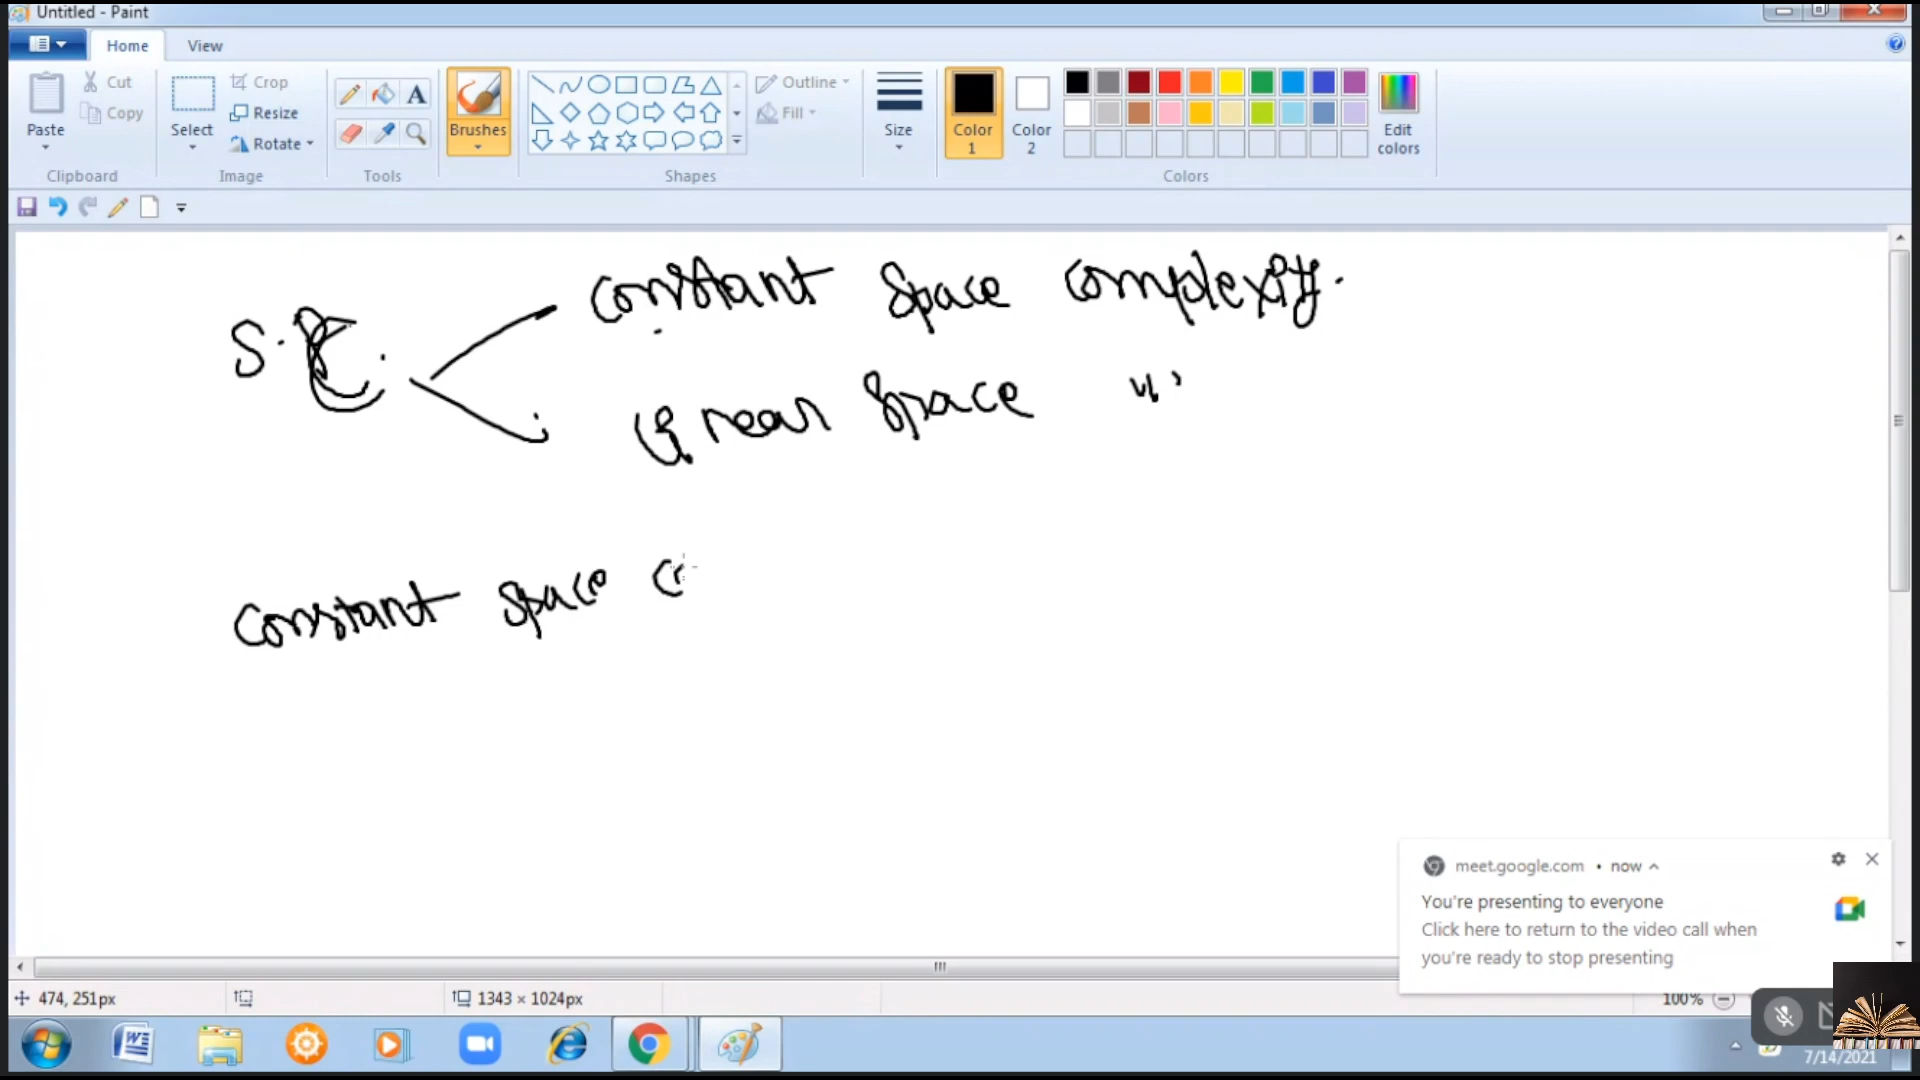 Untitled - Paint
Home View
Paste Cut Copy Select Crop Resize Rotate Brushes Outline Fill Size Color 1 Color 2 Edit colors
Clipboard Image Tools Shapes Colors
constant space complexity.
S.C.
linear space "
constant space co
meet.google.com • now
You're presenting to everyone
Click here to return to the video call when
you're ready to stop presenting
474, 251px 1343 × 1024px 100%
7/14/2021